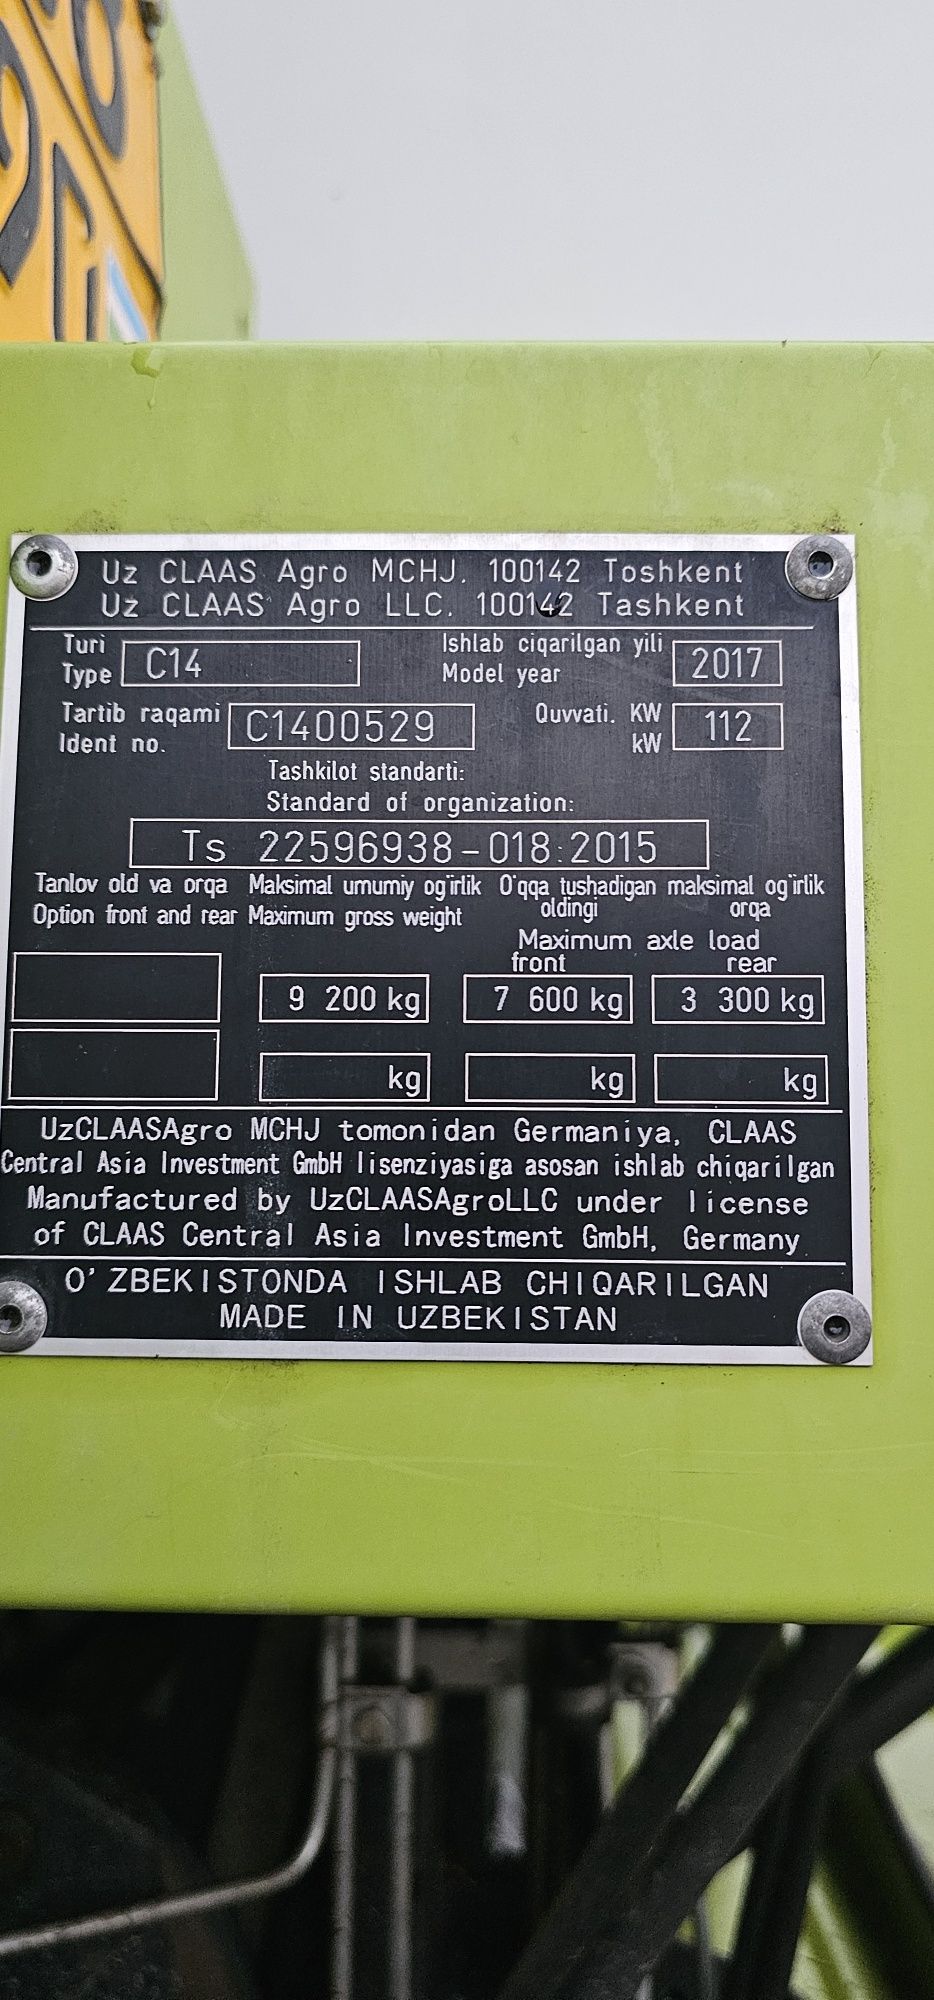 Uz CLAAS Agro MCHJ. 100142 Toshkent
Uz CLAAS Agro LLC. 100142 Tashkent
Turi
Type
C14
Ishlab ciqarilgan yili
Model year
2017
Tartib raqami
Ident no.
C1400529
Quvvati. KW
kW
112
Tashkilot standarti:
Standard of organization:
Ts 22596938-018:2015
Tanlov old va orqa
Option front and rear
Maksimal umumiy og'irlik
Maximum gross weight
O'qqa tushadigan maksimal og'irlik
oldingi orqa
Maximum axle load
front rear
9 200 kg 7 600 kg 3 300 kg
kg kg kg
UzCLAASAgro MCHJ tomonidan Germaniya, CLAAS
Central Asia Investment GmbH lisenziyasiga asosan ishlab chiqarilgan
Manufactured by UzCLAASAgroLLC under license
of CLAAS Central Asia Investment GmbH, Germany
O'ZBEKISTONDA ISHLAB CHIQARILGAN
MADE IN UZBEKISTAN